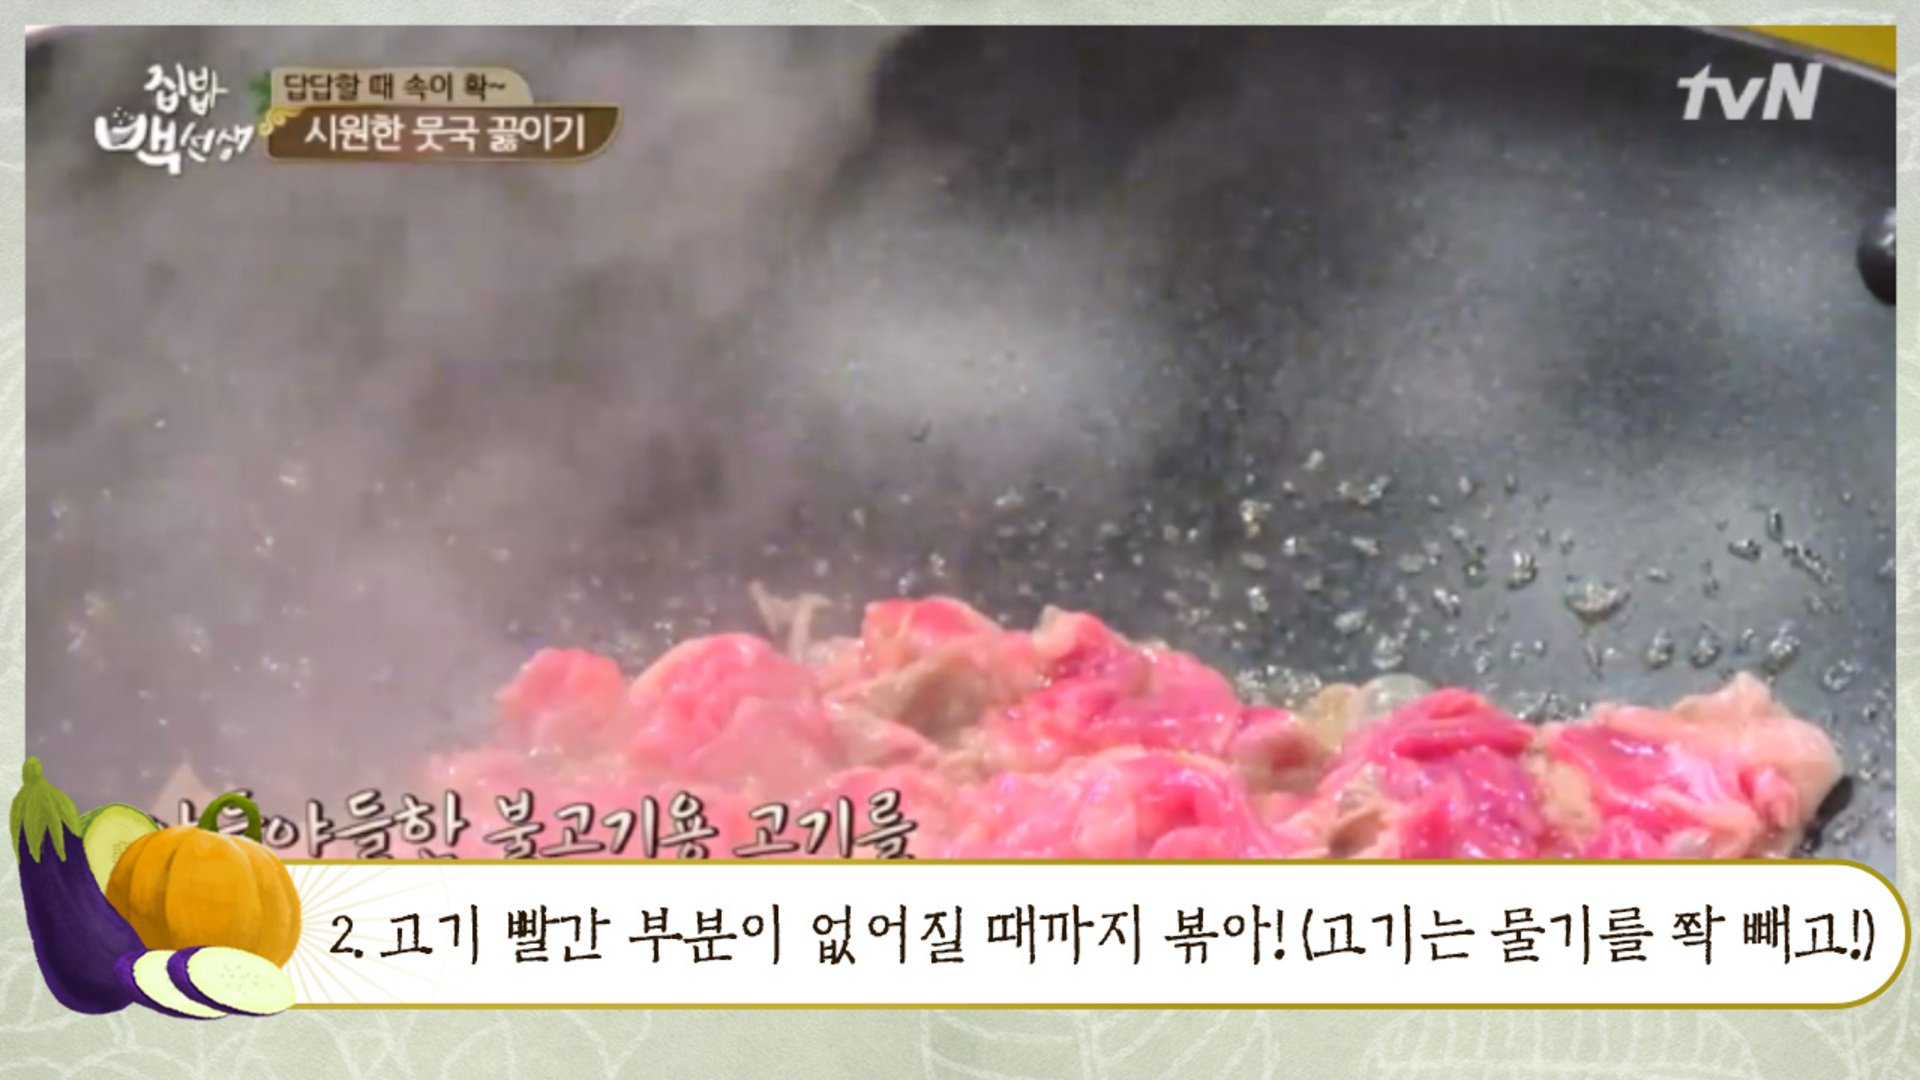 집밥
백선생
답답할 때 속이 확~
시원한 뭇국 끓이기
tvN
불고기용 고기를
2. 고기 빨간 부분이 없어질 때까지 볶아! (고기는 물기를 쫙 빼고!)